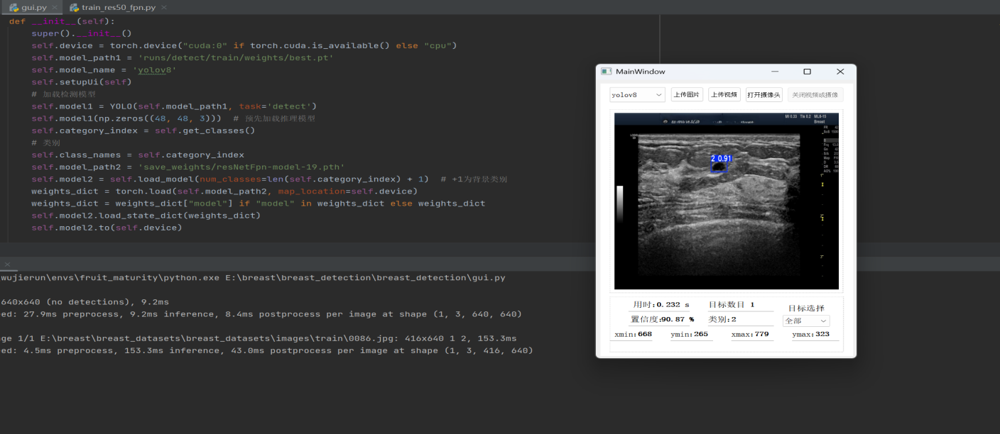 gui.py × train_res50_fpn.py ×
def __init__(self):
super().__init__()
self.device = torch.device("cuda:0" if torch.cuda.is_available() else "cpu")
self.model_path1 = 'runs/detect/train/weights/best.pt'
self.model_name = 'yolov8'
self.setupUi(self)
# 加载检测模型
self.model1 = YOLO(self.model_path1, task='detect')
self.model1(np.zeros((48, 48, 3))) # 预先加载推理模型
self.category_index = self.get_classes()
# 类别
self.class_names = self.category_index
self.model_path2 = 'save_weights/resNetFpn-model-19.pth'
self.model2 = self.load_model(num_classes=len(self.category_index) + 1) # +1为背景类别
weights_dict = torch.load(self.model_path2, map_location=self.device)
weights_dict = weights_dict["model"] if "model" in weights_dict else weights_dict
self.model2.load_state_dict(weights_dict)
self.model2.to(self.device)
wujierun\envs\fruit_maturity\python.exe E:\breast\breast_detection\breast_detection\gui.py
640x640 (no detections), 9.2ms
ed: 27.9ms preprocess, 9.2ms inference, 8.4ms postprocess per image at shape (1, 3, 640, 640)
ge 1/1 E:\breast\breast_datasets\breast_datasets\images\train\0086.jpg: 416x640 1 2, 153.3ms
ed: 4.5ms preprocess, 153.3ms inference, 43.0ms postprocess per image at shape (1, 3, 416, 640)
MainWindow
yolov8 上传图片 上传视频 打开摄像头 关闭视频或摄像
Breast
2 0.91
用时:0.232 s 目标数目 1 目标选择
置信度:90.87 % 类别:2 全部
xmin:668 ymin:265 xmax:779 ymax:323